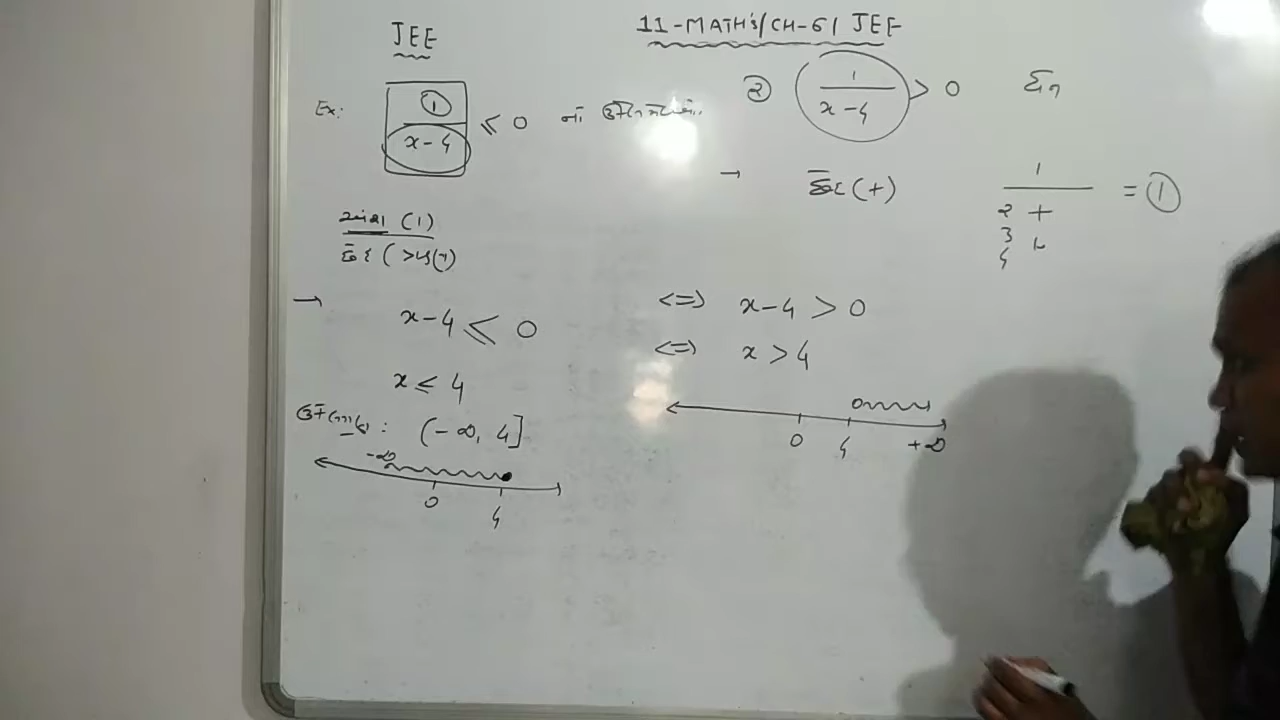 11-MATH's/CH-6/ JEE
JEE
Ex: 1/(x-4) ≤ 0 નો
(1)
→ x-4 ≤ 0
x ≤ 4
: (-∞, 4]
-∞
0 4
② 1/(x-4) > 0
→ છેદ (+)
1
= ①
2 +
3
4
<=> x-4 > 0
<=> x > 4
0 4 +∞